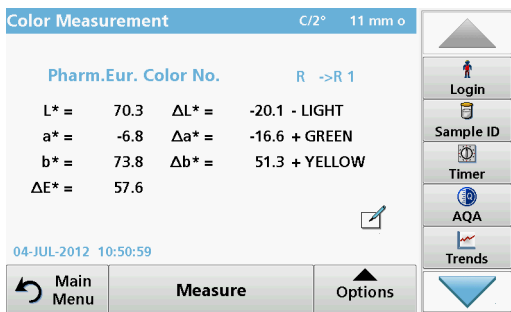 Color Measurement C/2° 11 mm o
Pharm.Eur. Color No. R ->R 1
L* = 70.3 ΔL* = -20.1 - LIGHT
a* = -6.8 Δa* = -16.6 + GREEN
b* = 73.8 Δb* = 51.3 + YELLOW
ΔE* = 57.6
04-JUL-2012 10:50:59
Main Menu
Measure
Options
Login
Sample ID
Timer
AQA
Trends